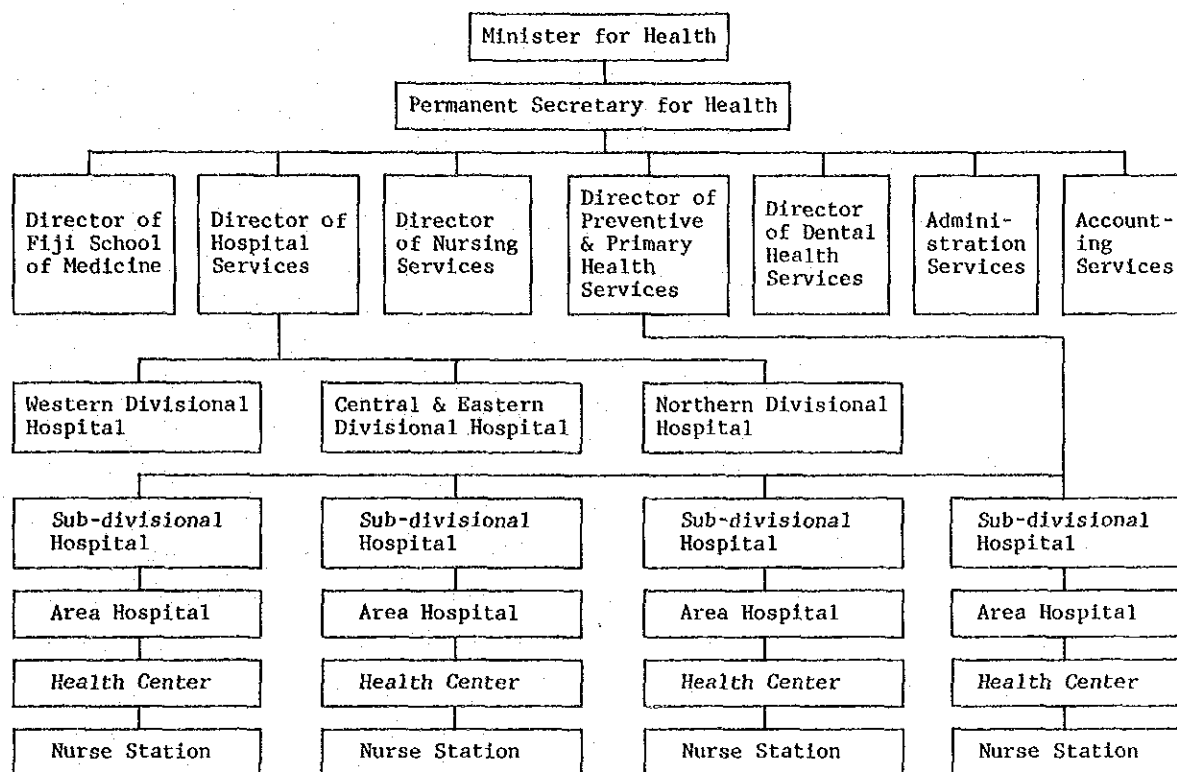 Minister for Health
Permanent Secretary for Health
Director of
Fiji School
of Medicine
Director of
Hospital
Services
Director
of Nursing
Services
Director of
Preventive
& Primary
Health
Services
Director
of Dental
Health
Services
Admini-
stration
Services
Account-
ing
Services
Western Divisional
Hospital
Central & Eastern
Divisional Hospital
Northern Divisional
Hospital
Sub-divisional
Hospital
Sub-divisional
Hospital
Sub-divisional
Hospital
Sub-divisional
Hospital
Area Hospital
Area Hospital
Area Hospital
Area Hospital
Health Center
Health Center
Health Center
Health Center
Nurse Station
Nurse Station
Nurse Station
Nurse Station